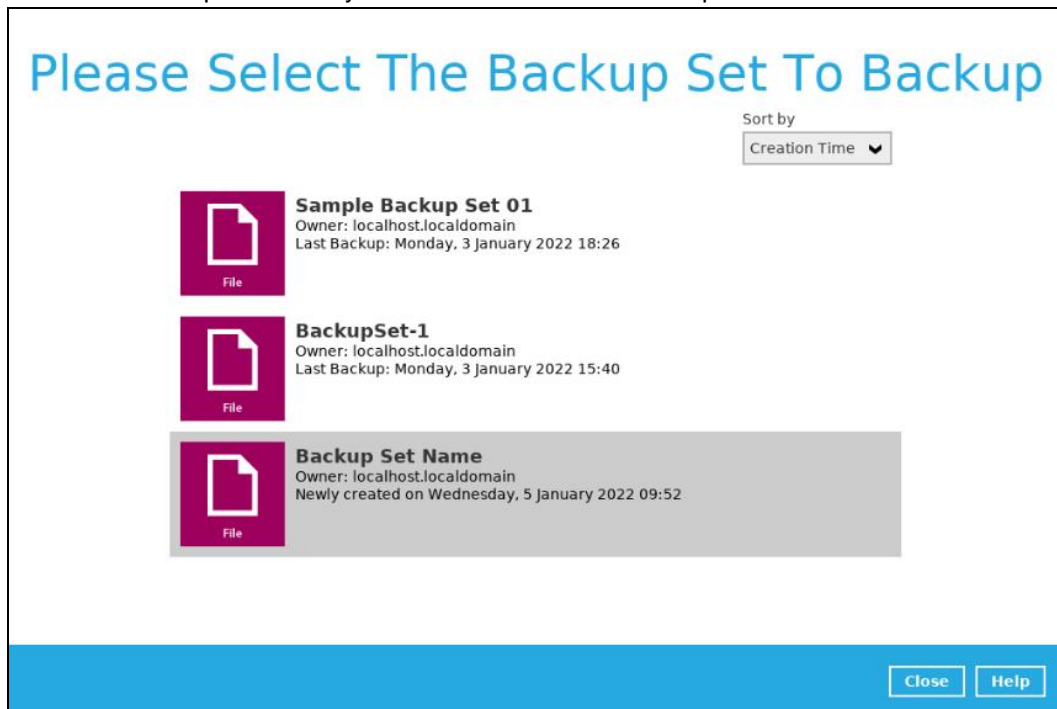 Please Select The Backup Set To Backup
Sort by
Creation Time
Sample Backup Set 01
Owner: localhost.localdomain
Last Backup: Monday, 3 January 2022 18:26
File
BackupSet-1
Owner: localhost.localdomain
Last Backup: Monday, 3 January 2022 15:40
File
Backup Set Name
Owner: localhost.localdomain
Newly created on Wednesday, 5 January 2022 09:52
File
Close Help